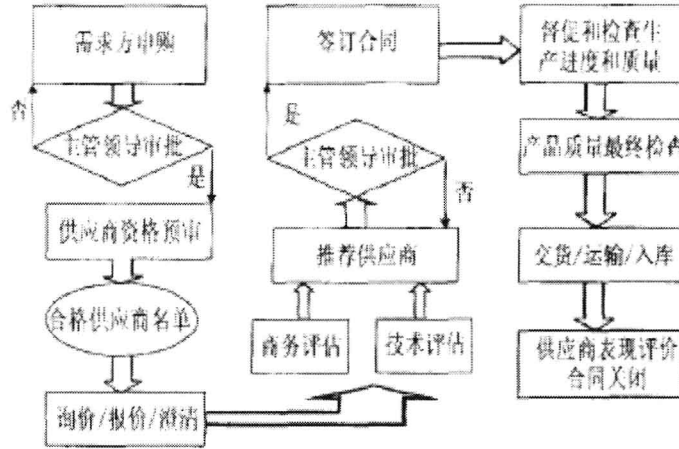 需求方申购
否
主管领导审批
是
供应商资格预审
合格供应商名单
询价/报价/澄清
签订合同
是
主管领导审批
否
推荐供应商
商务评估
技术评估
督促和检查生
产进度和质量
产品质量最终检查
交货/运输/入库
供应商表现评价
合同关闭